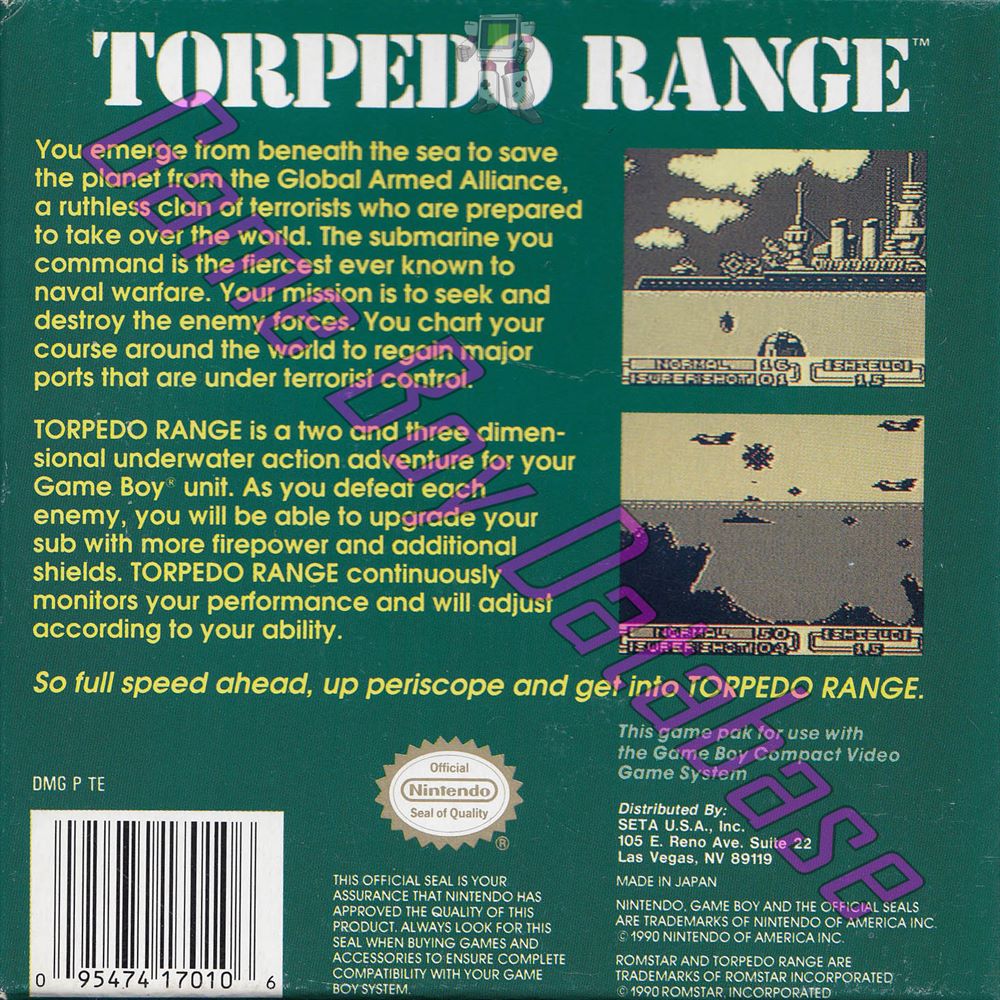 TORPEDO RANGE™
You emerge from beneath the sea to save
the planet from the Global Armed Alliance,
a ruthless clan of terrorists who are prepared
to take over the world. The submarine you
command is the fiercest ever known to
naval warfare. Your mission is to seek and
destroy the enemy forces. You chart your
course around the world to regain major
ports that are under terrorist control.
NORMAL 16 SHIELD
SUPER SHOT 01 15
TORPEDO RANGE is a two and three dimen-
sional underwater action adventure for your
Game Boy® unit. As you defeat each
enemy, you will be able to upgrade your
sub with more firepower and additional
shields. TORPEDO RANGE continuously
monitors your performance and will adjust
according to your ability.
NORMAL 50 SHIELD
SUPER SHOT 04 15
So full speed ahead, up periscope and get into TORPEDO RANGE.
This game pak for use with
the Game Boy Compact Video
Game System
DMG P TE
Official
Nintendo
Seal of Quality
®
Distributed By:
SETA U.S.A., Inc.
105 E. Reno Ave. Suite 22
Las Vegas, NV 89119
MADE IN JAPAN
THIS OFFICIAL SEAL IS YOUR
ASSURANCE THAT NINTENDO HAS
APPROVED THE QUALITY OF THIS
PRODUCT. ALWAYS LOOK FOR THIS
SEAL WHEN BUYING GAMES AND
ACCESSORIES TO ENSURE COMPLETE
COMPATIBILITY WITH YOUR GAME
BOY SYSTEM.
NINTENDO, GAME BOY AND THE OFFICIAL SEALS
ARE TRADEMARKS OF NINTENDO OF AMERICA INC.
© 1990 NINTENDO OF AMERICA INC.
ROMSTAR AND TORPEDO RANGE ARE
TRADEMARKS OF ROMSTAR INCORPORATED
© 1990 ROMSTAR, INCORPORATED
0 95474 17010 6
Game Boy Database